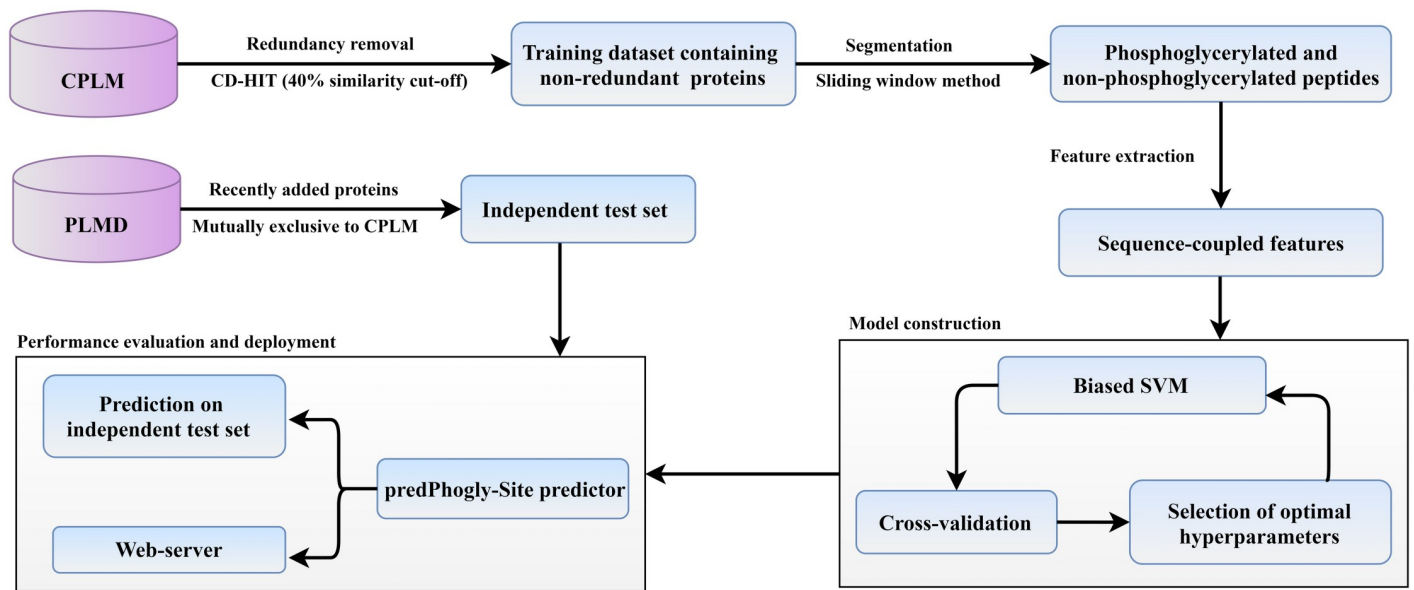 CPLM
Redundancy removal
CD-HIT (40% similarity cut-off)
Training dataset containing
non-redundant proteins
Segmentation
Sliding window method
Phosphoglycerylated and
non-phosphoglycerylated peptides
Feature extraction
PLMD
Recently added proteins
Mutually exclusive to CPLM
Independent test set
Sequence-coupled features
Performance evaluation and deployment
Prediction on
independent test set
predPhogly-Site predictor
Web-server
Model construction
Biased SVM
Cross-validation
Selection of optimal
hyperparameters